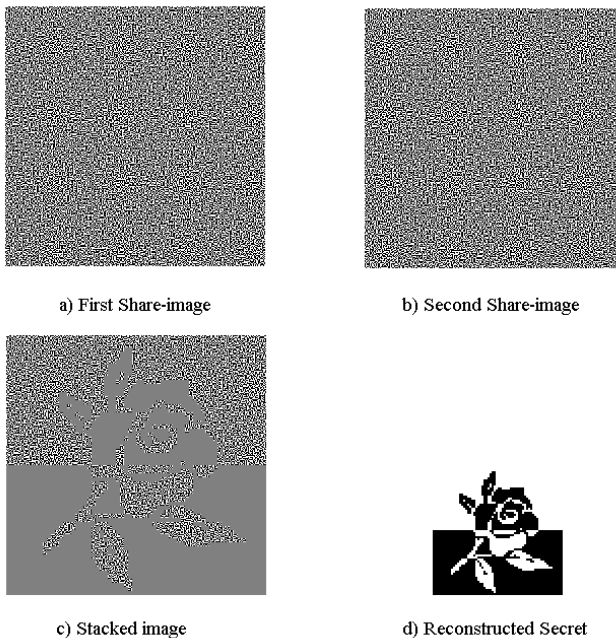 a) First Share-image
b) Second Share-image
c) Stacked image
d) Reconstructed Secret